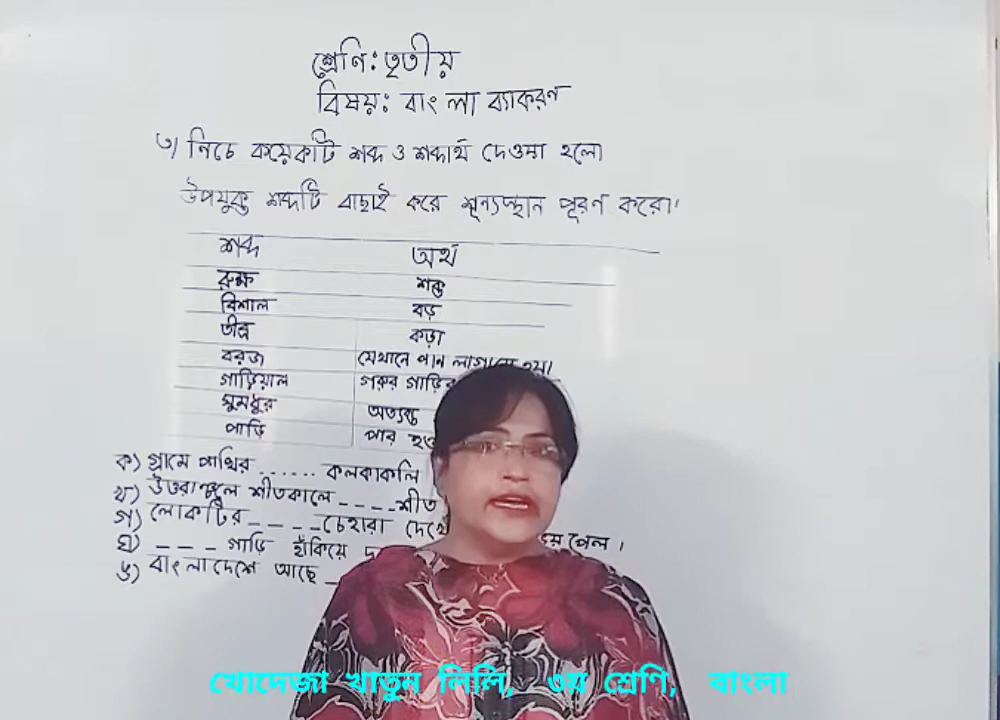 শ্রেণি: তৃতীয়
বিষয়: বাংলা ব্যাকরণ
৩) নিচে কয়েকটি শব্দ ও শব্দার্থ দেওয়া হলো
উপযুক্ত শব্দটি বাছাই করে শূন্যস্থান পূরণ করো।
শব্দ অর্থ
রুক্ষ শক্ত
বিশাল বড়
তীব্র কড়া
বরজ যেখানে পান লাগানো হয়।
গাড়িয়াল গরুর গাড়ির
সুমধুর অত্যন্ত
পাড়ি পার
ক) গ্রামে পাখির ...... কলকাকলি
খ) উত্তরাঞ্চলে শীতকালে ---- শীত
গ) লোকটির ---- চেহারা দেখে পেল।
ঘ) --- গাড়ি হাঁকিয়ে
ঙ) বাংলাদেশে আছে
খোদেজা খাতুন লিলি, ৩য় শ্রেণি, বাংলা